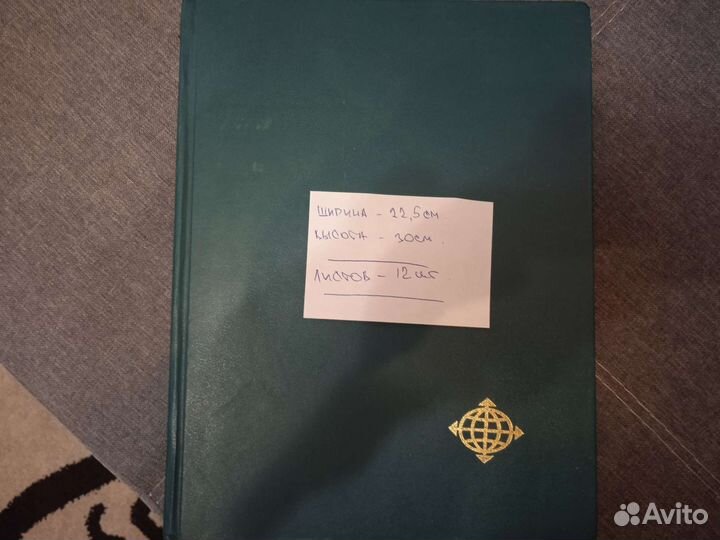 ШИРИНА - 22,5см
ВЫСОТА - 30см.
ЛИСТОВ - 12шт.
Avito